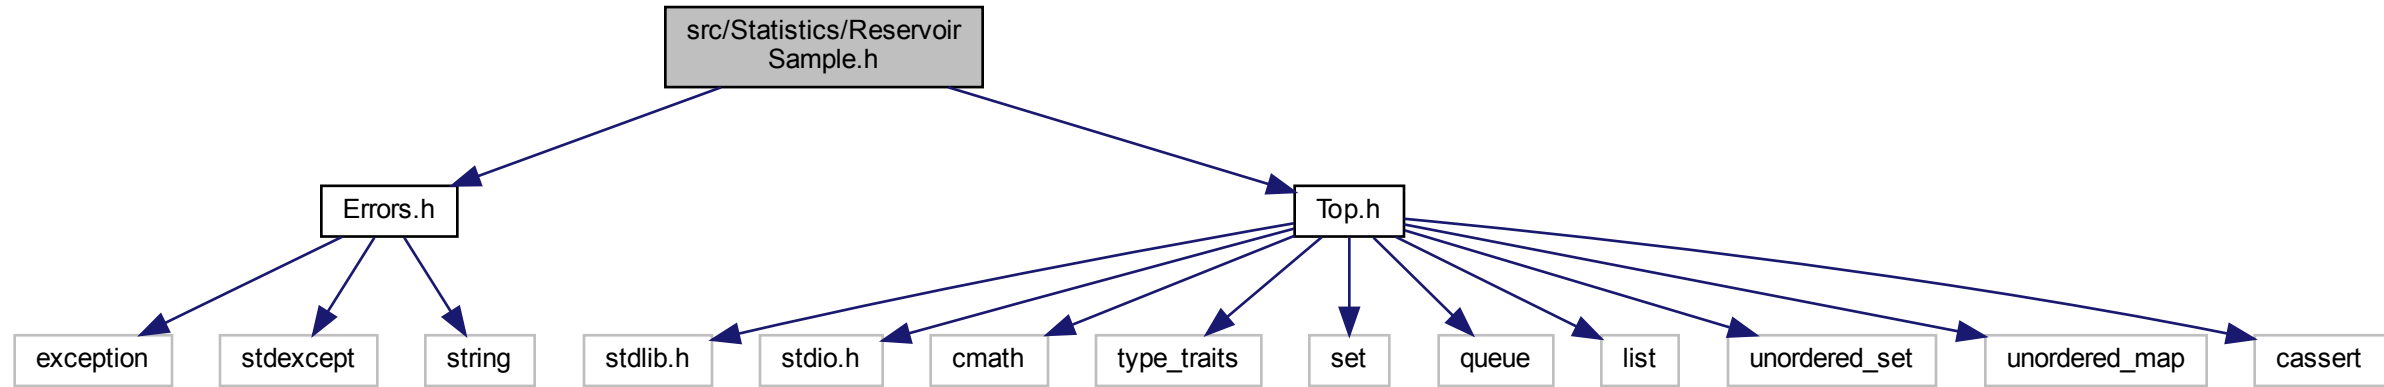 src/Statistics/Reservoir
Sample.h
Errors.h
Top.h
exception
stdexcept
string
stdlib.h
stdio.h
cmath
type_traits
set
queue
list
unordered_set
unordered_map
cassert